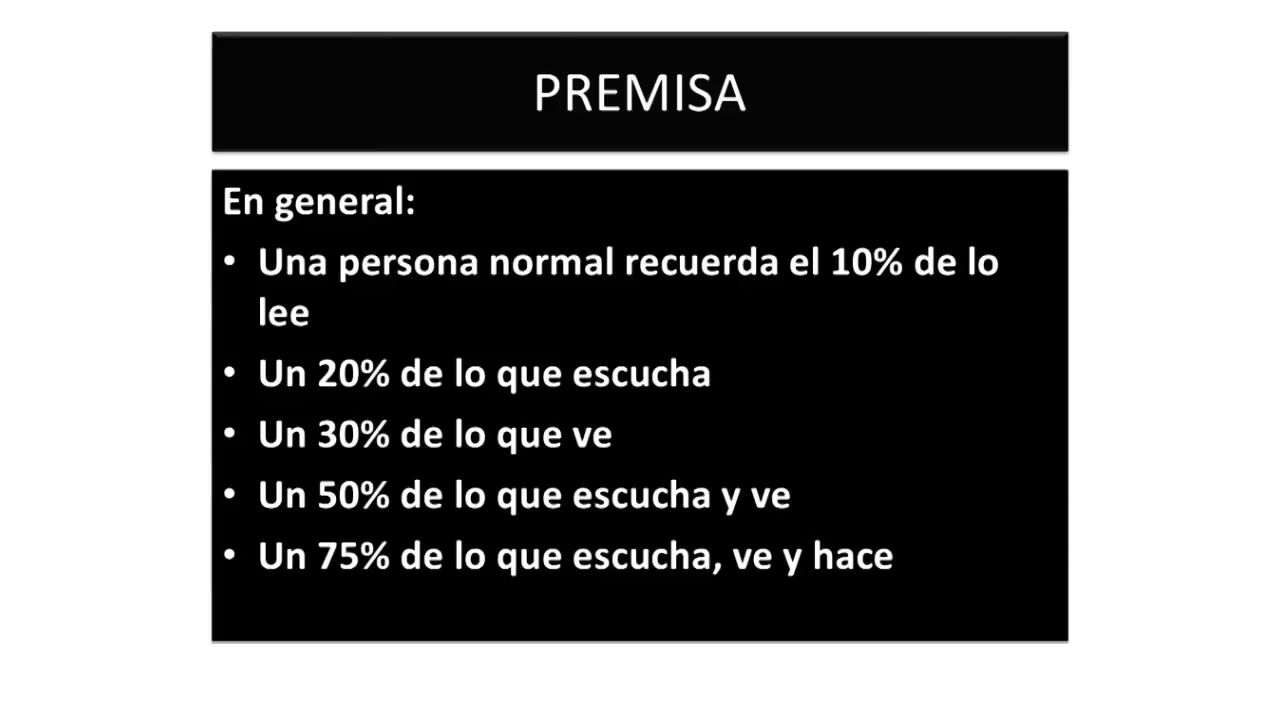 PREMISA
En general:
• Una persona normal recuerda el 10% de lo
lee
• Un 20% de lo que escucha
• Un 30% de lo que ve
• Un 50% de lo que escucha y ve
• Un 75% de lo que escucha, ve y hace